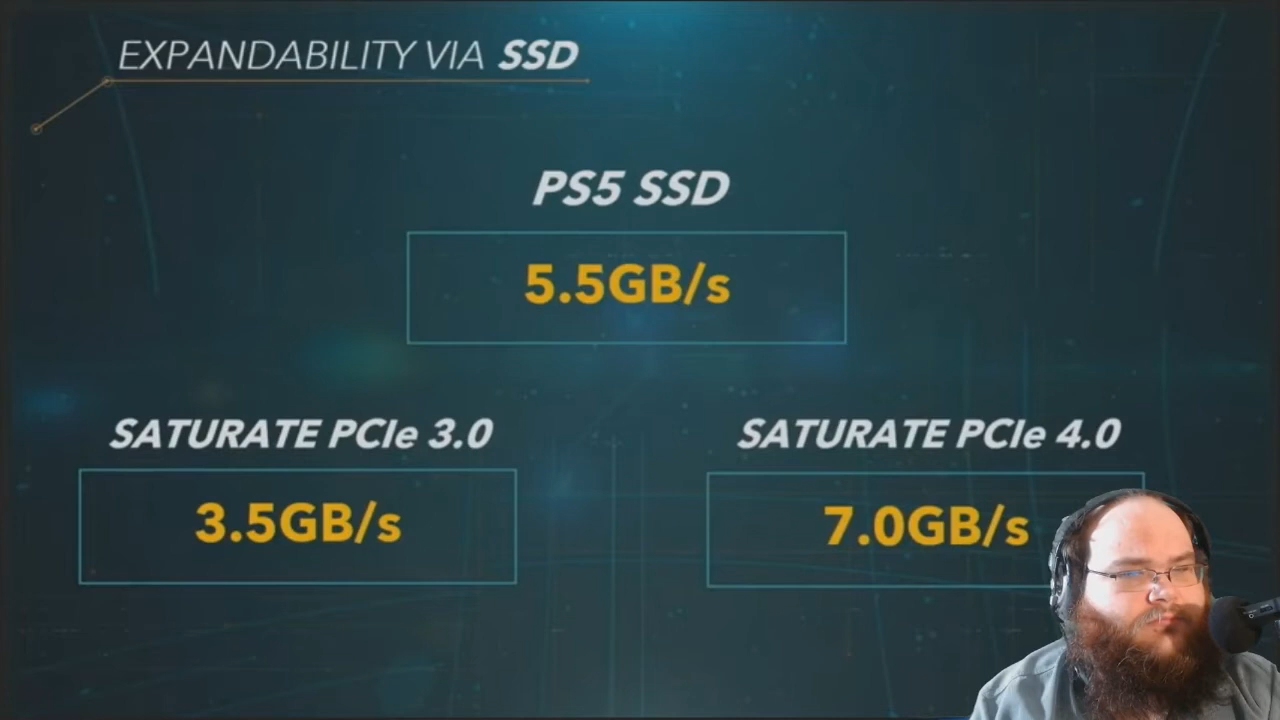 EXPANDABILITY VIA SSD
PS5 SSD
5.5GB/s
SATURATE PCIe 3.0
3.5GB/s
SATURATE PCIe 4.0
7.0GB/s